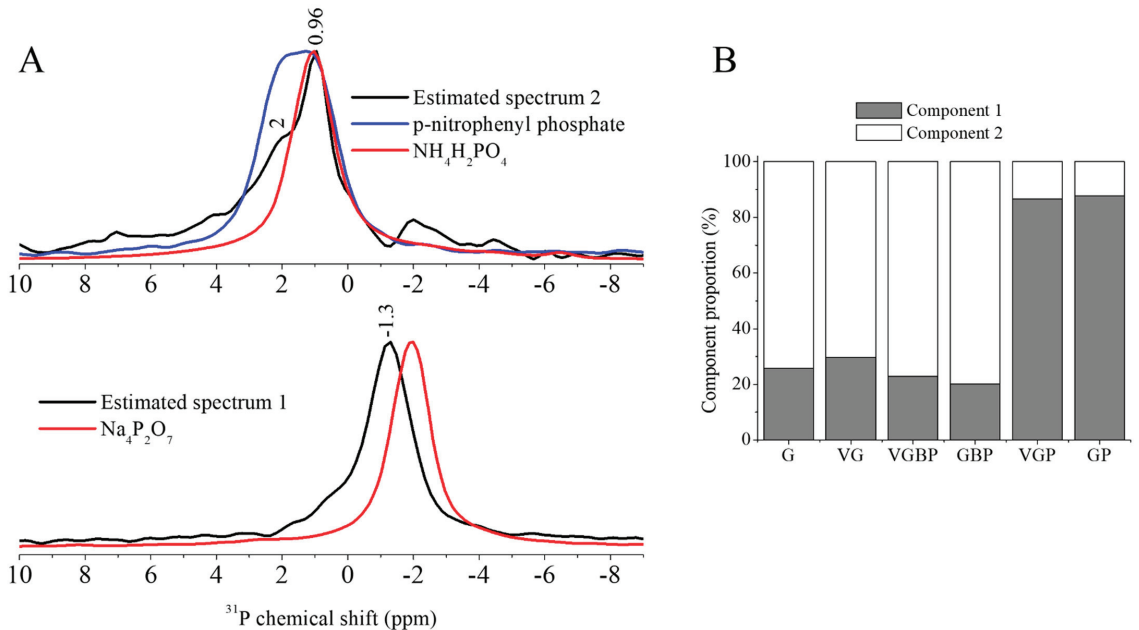 A
0.96
2
Estimated spectrum 2
p-nitrophenyl phosphate
NH₄H₂PO₄
10 8 6 4 2 0 -2 -4 -6 -8
-1.3
Estimated spectrum 1
Na₄P₂O₇
10 8 6 4 2 0 -2 -4 -6 -8
³¹P chemical shift (ppm)
B
Component 1
Component 2
Component proportion (%)
100
80
60
40
20
0
G VG VGBP GBP VGP GP